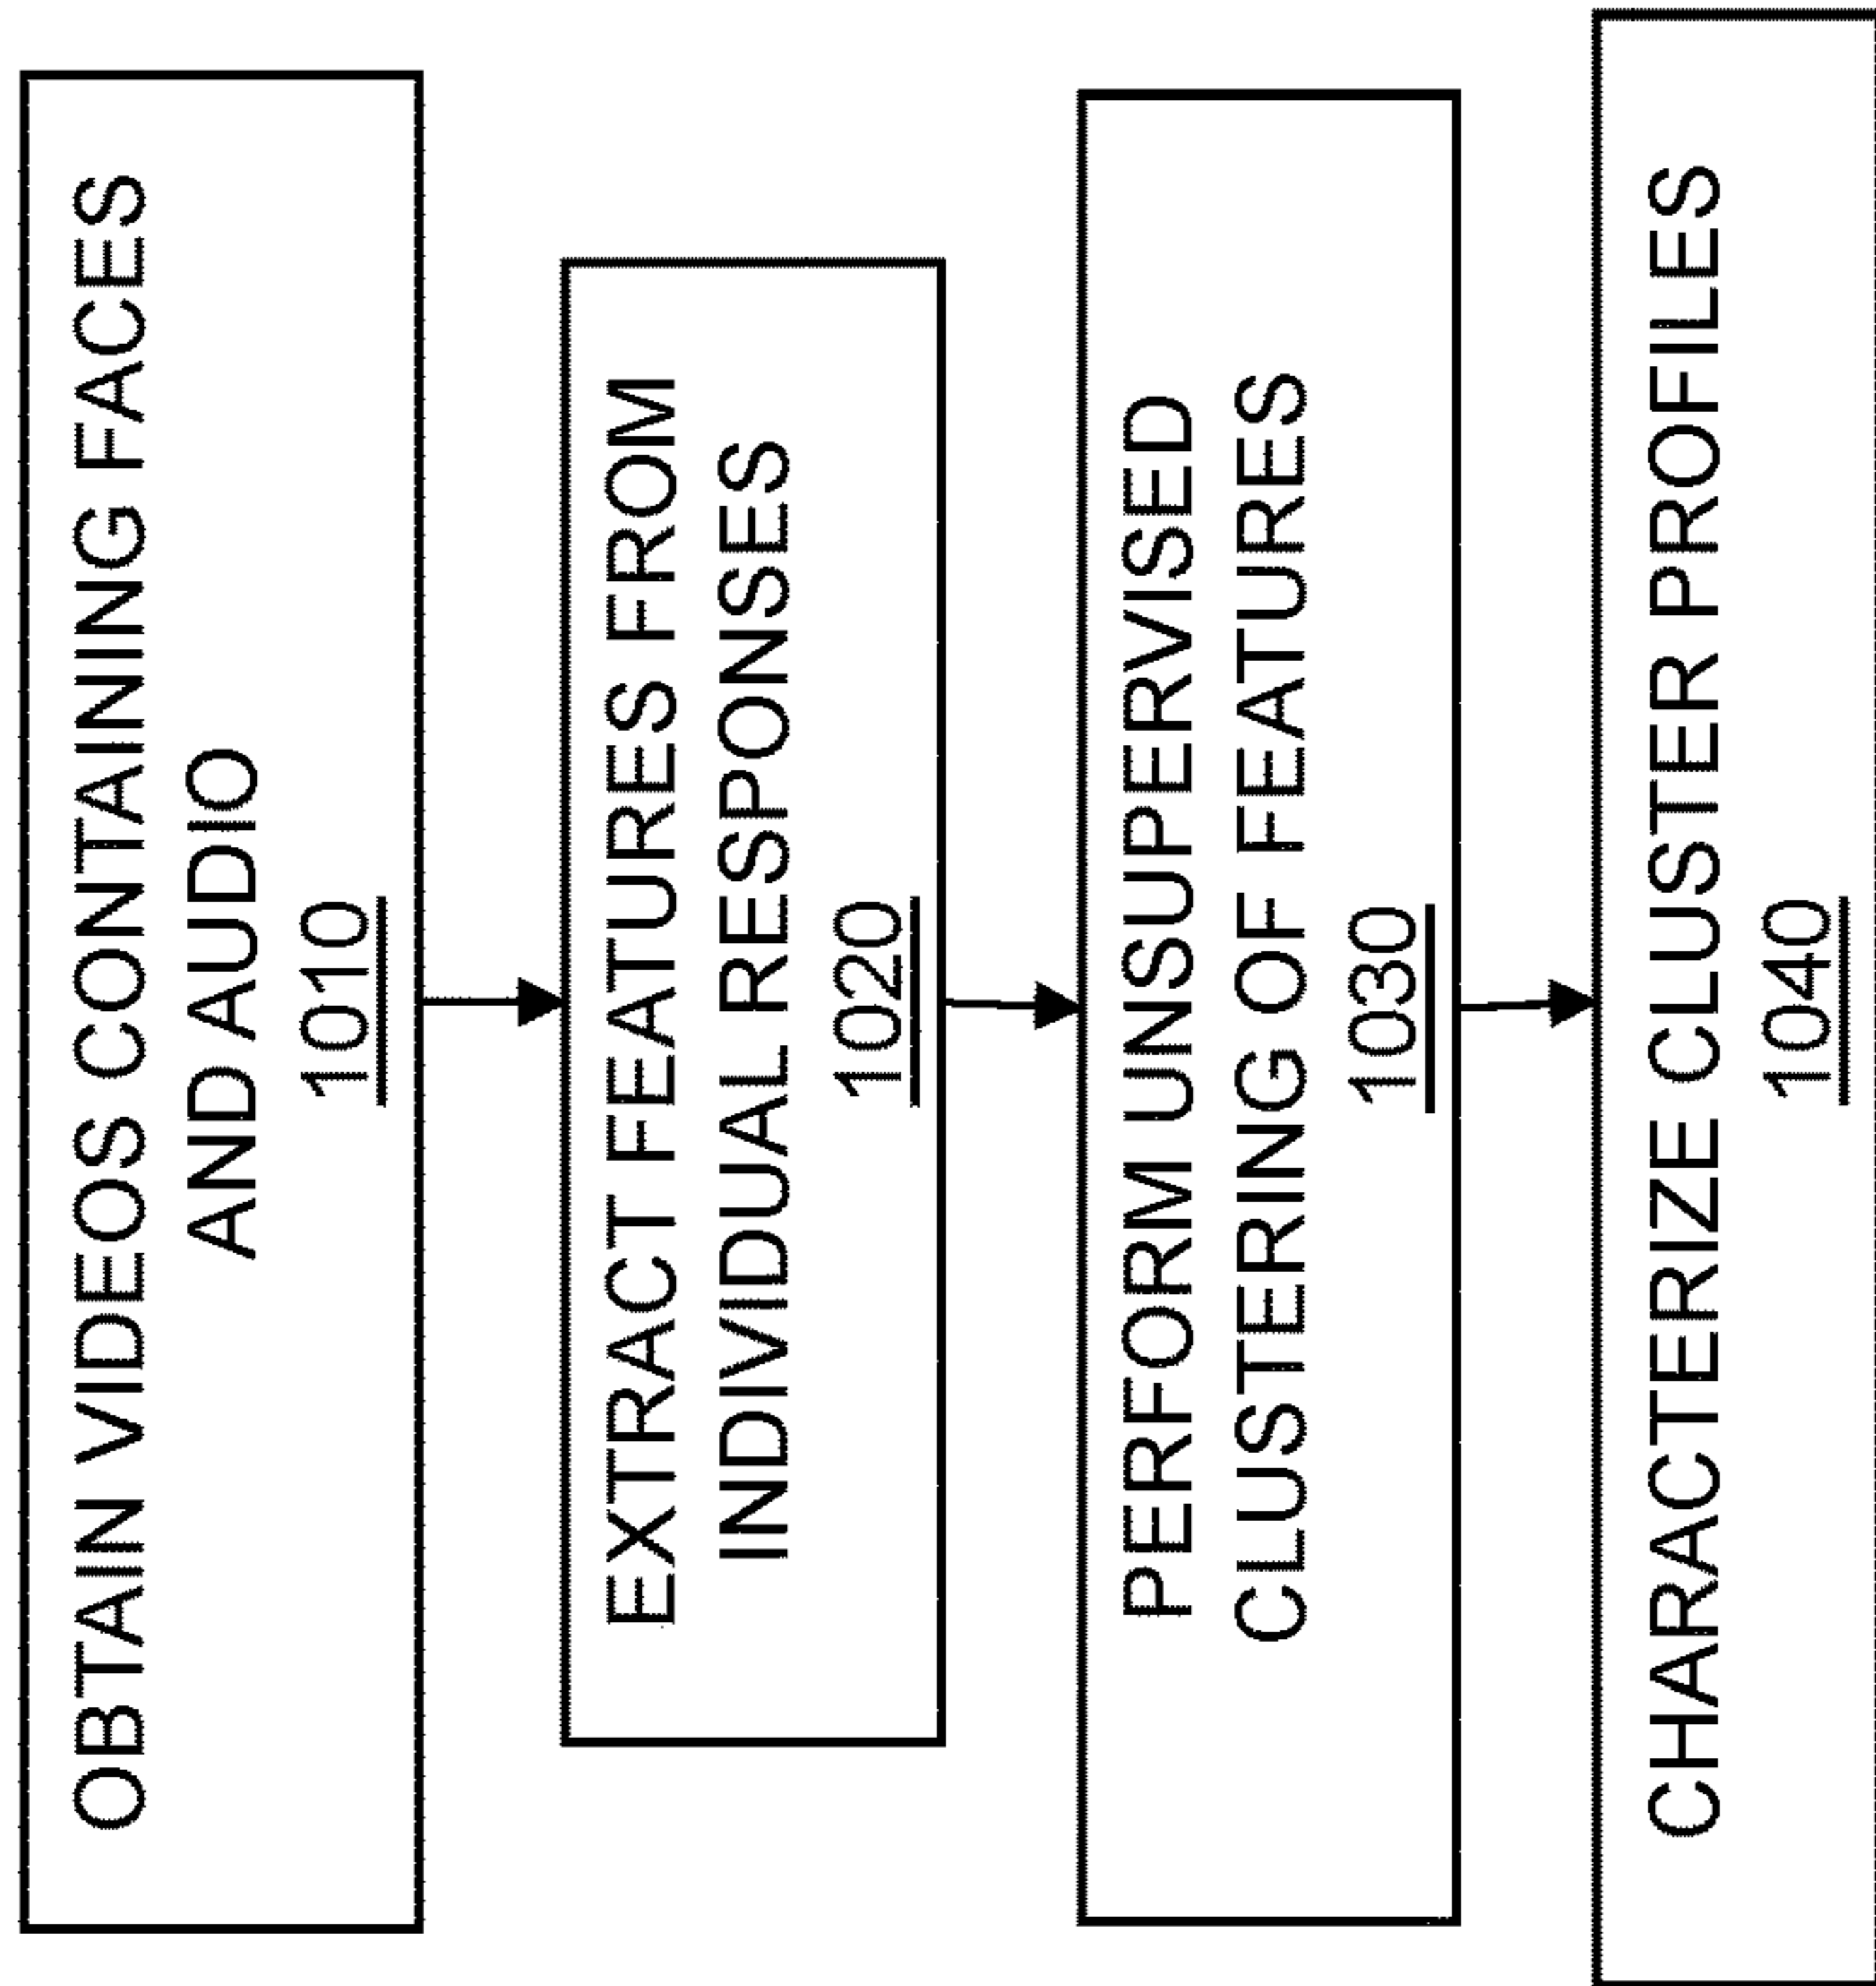 OBTAIN VIDEOS CONTAINING FACES
AND AUDIO
1010
EXTRACT FEATURES FROM
INDIVIDUAL RESPONSES
1020
PERFORM UNSUPERVISED
CLUSTERING OF FEATURES
1030
CHARACTERIZE CLUSTER PROFILES
1040